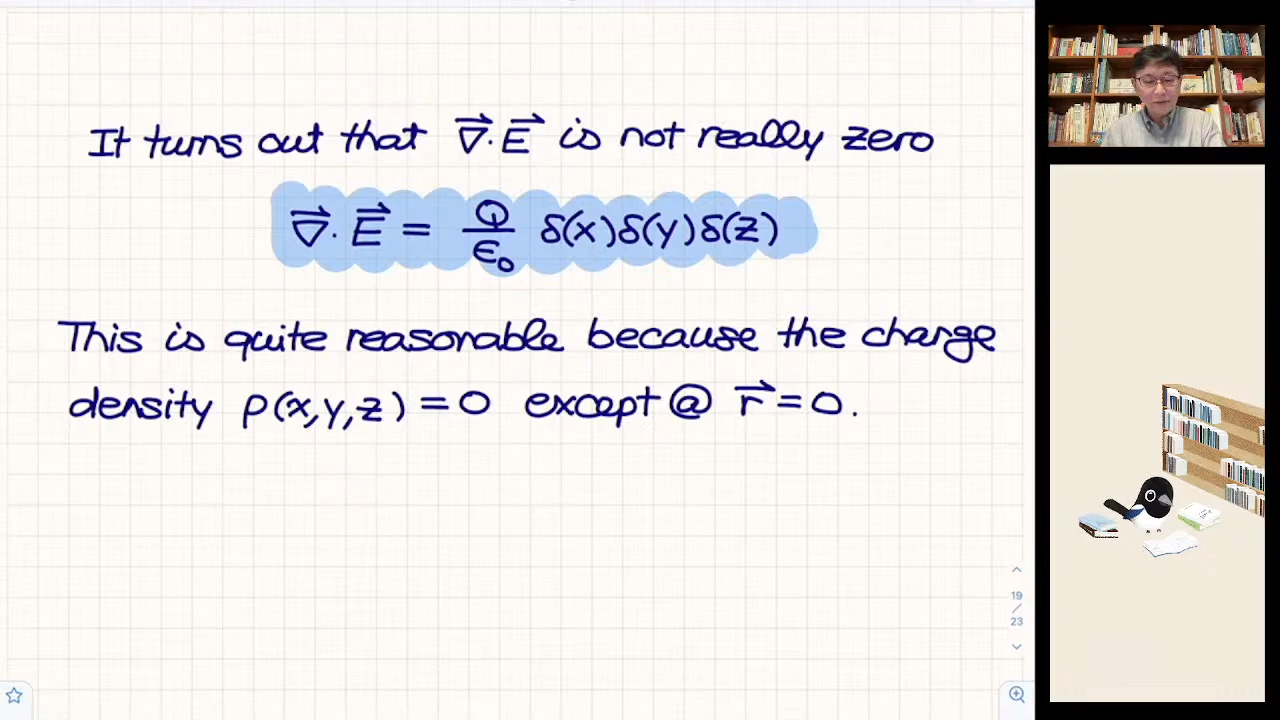 It turns out that ∇⃗·E⃗ is not really zero
∇⃗·E⃗ = Q/ε₀ δ(x)δ(y)δ(z)
This is quite reasonable because the charge
density ρ(x,y,z) = 0 except @ r⃗ = 0.
19
/
23